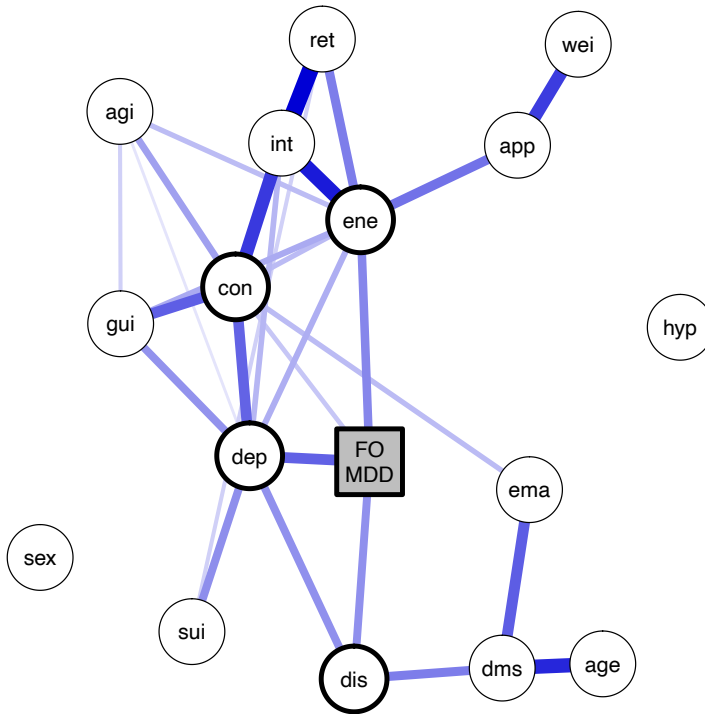 ret
wei
agi
int
app
ene
con
gui
hyp
dep
FO
MDD
ema
sex
sui
dis
dms
age